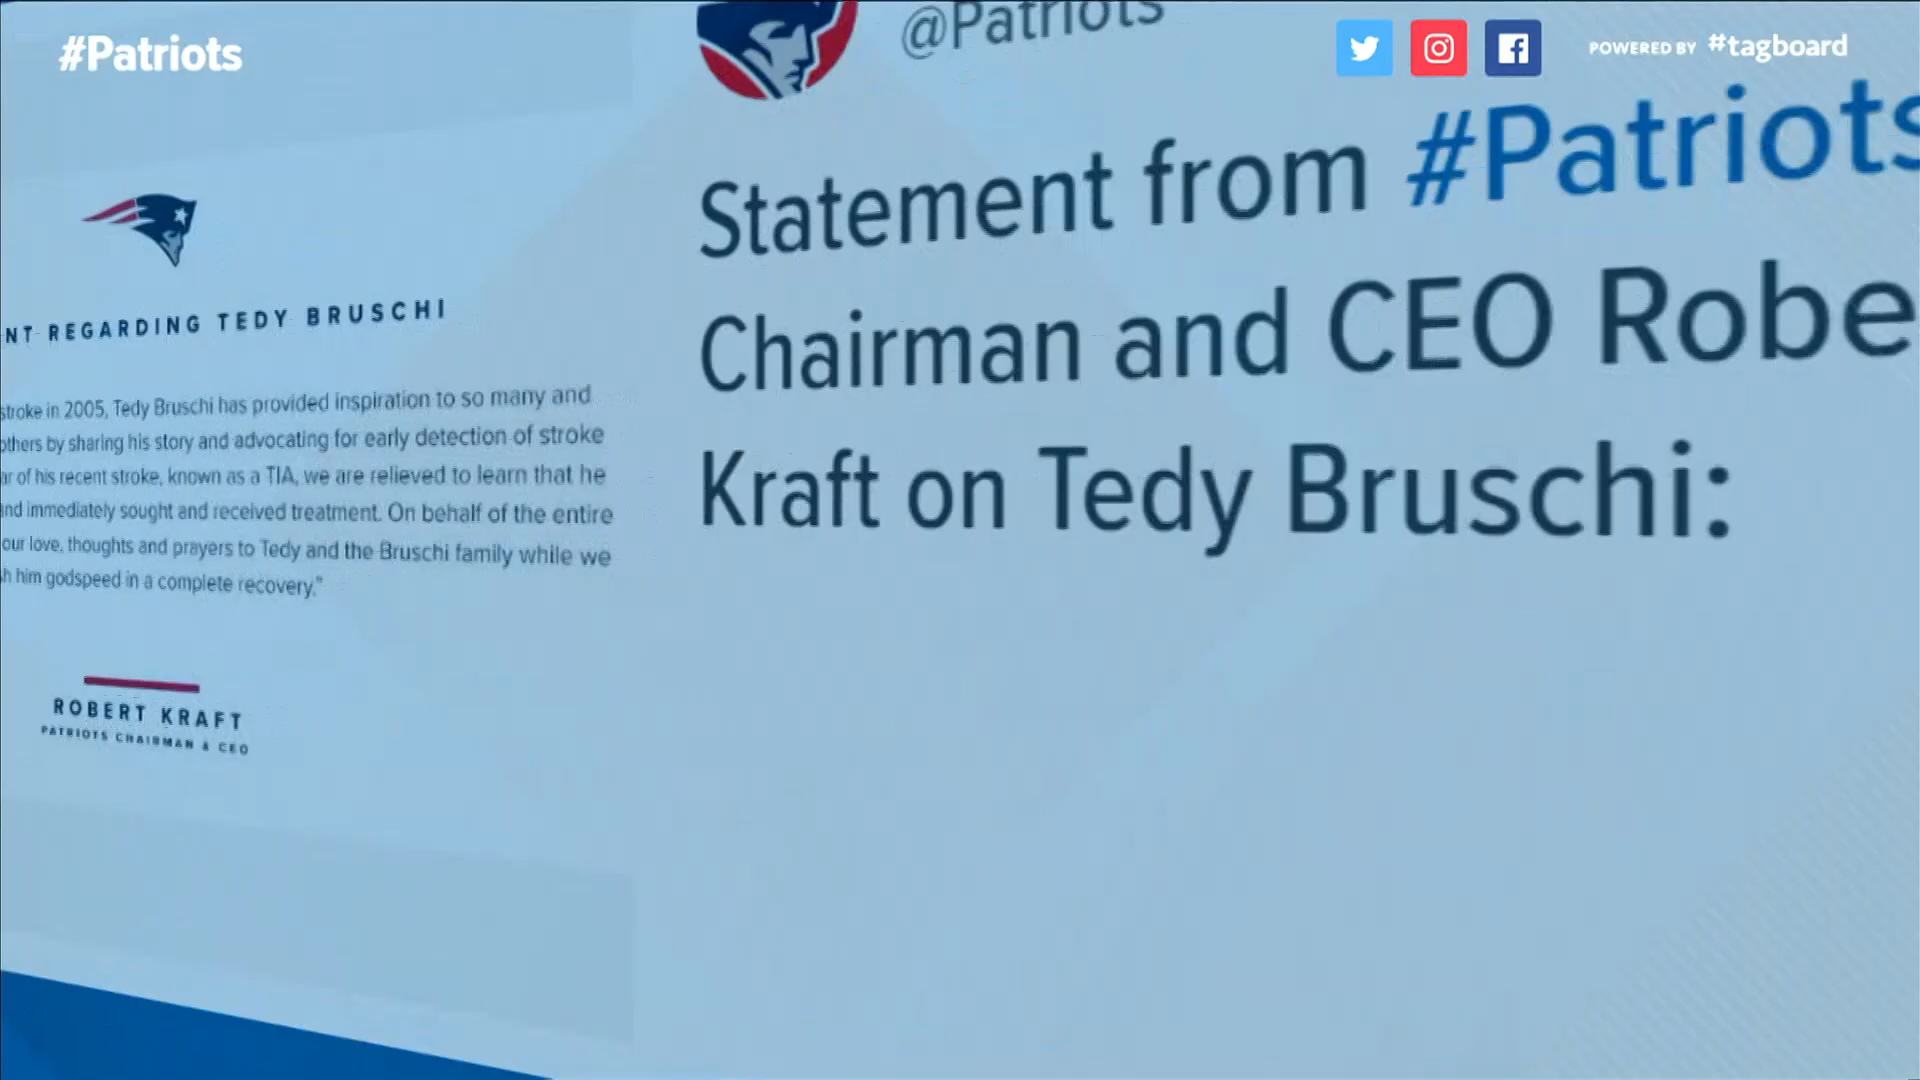 #Patriots
@Patriots
POWERED BY #tagboard
Statement from #Patriots
Chairman and CEO Robe
Kraft on Tedy Bruschi:
NT REGARDING TEDY BRUSCHI
stroke in 2005, Tedy Bruschi has provided inspiration to so many and
others by sharing his story and advocating for early detection of stroke
ar of his recent stroke, known as a TIA, we are relieved to learn that he
and immediately sought and received treatment. On behalf of the entire
our love, thoughts and prayers to Tedy and the Bruschi family while we
h him godspeed in a complete recovery."
ROBERT KRAFT
PATRIOTS CHAIRMAN & CEO